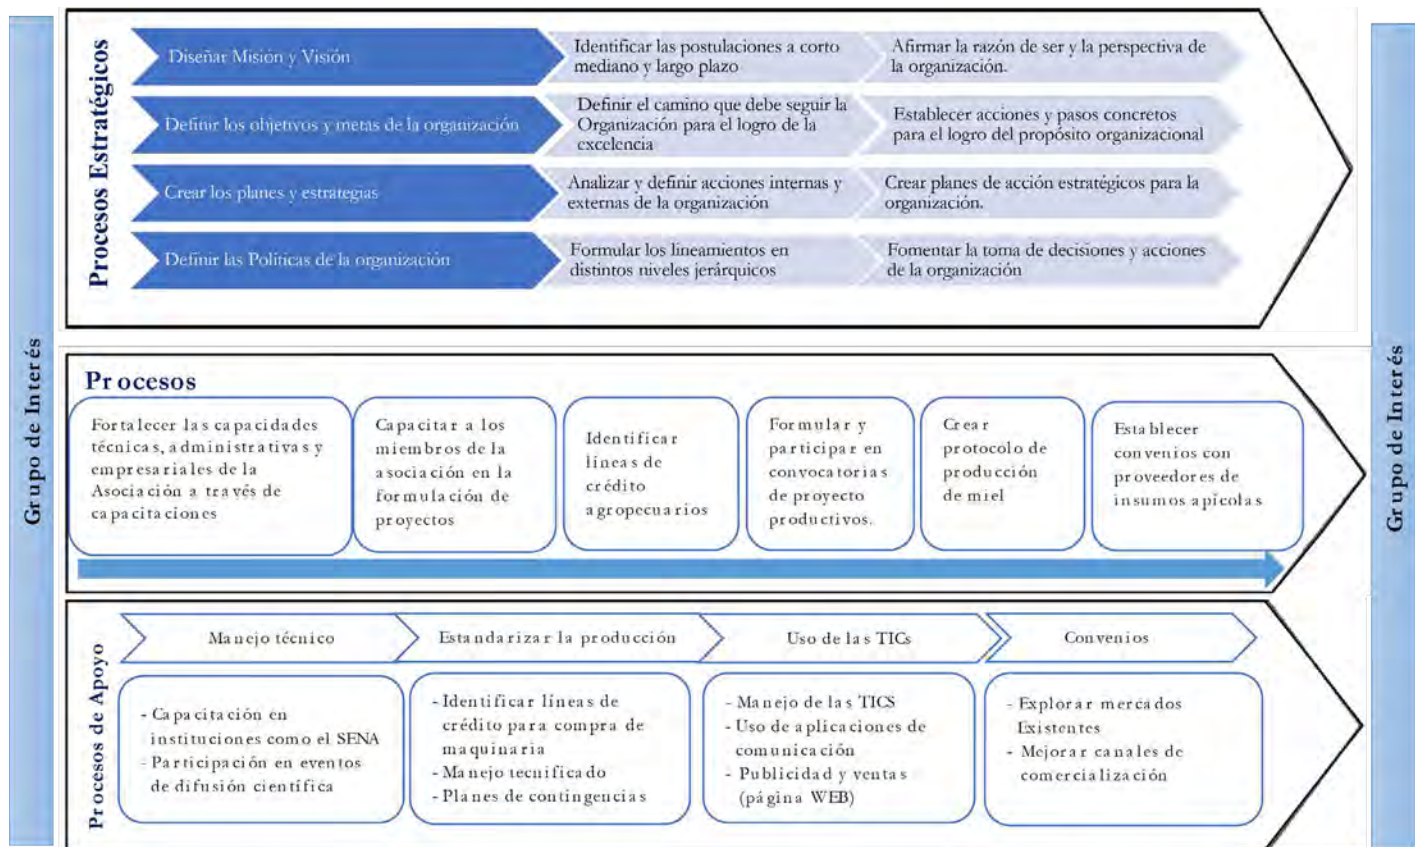 Grupo de Interés
Procesos Estratégicos
Diseñar Misión y Visión
Identificar las postulaciones a corto
mediano y largo plazo
Afirmar la razón de ser y la perspectiva de
la organización.
Definir los objetivos y metas de la organización
Definir el camino que debe seguir la
Organización para el logro de la
excelencia
Establecer acciones y pasos concretos
para el logro del propósito organizacional
Crear los planes y estrategias
Analizar y definir acciones internas y
externas de la organización
Crear planes de acción estratégicos para la
organización.
Definir las Políticas de la organización
Formular los lineamientos en
distintos niveles jerárquicos
Fomentar la toma de decisiones y acciones
de la organización
Procesos
Fortalecer las capacidades
técnicas, administrativas y
empresariales de la
Asociación a través de
capacitaciones
Capacitar a los
miembros de la
asociación en la
formulación de
proyectos
Identificar
líneas de
crédito
agropecuarios
Formular y
participar en
convocatorias
de proyecto
productivos.
Crear
protocolo de
producción
de miel
Establecer
convenios con
proveedores de
insumos apícolas
Procesos de Apoyo
Manejo técnico
Estandarizar la producción
Uso de las TICs
Convenios
- Capacitación en
instituciones como el SENA
- Participación en eventos
de difusión científica
- Identificar líneas de
crédito para compra de
maquinaria
- Manejo tecnificado
- Planes de contingencias
- Manejo de las TICS
- Uso de aplicaciones de
comunicación
- Publicidad y ventas
(página WEB)
- Explorar mercados
Existentes
- Mejorar canales de
comercialización
Grupo de Interés